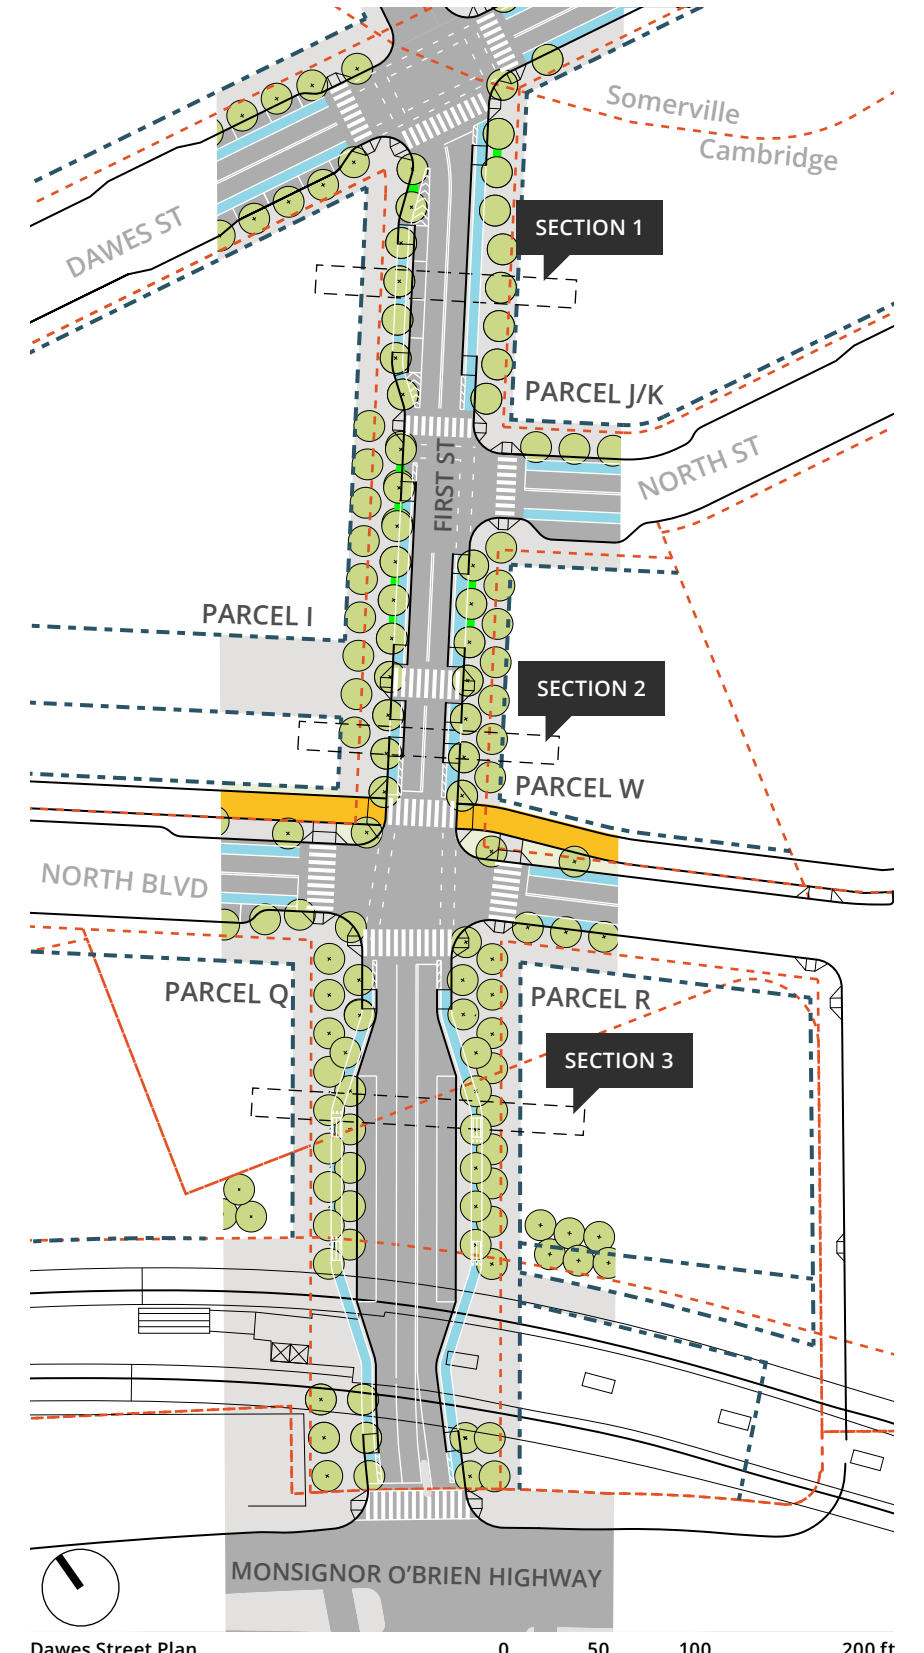 Somerville
Cambridge
DAWES ST
SECTION 1
PARCEL J/K
NORTH ST
FIRST ST
PARCEL I
SECTION 2
PARCEL W
NORTH BLVD
PARCEL Q
PARCEL R
SECTION 3
MONSIGNOR O’BRIEN HIGHWAY
Dawes Street Plan
0 50 100 200 ft